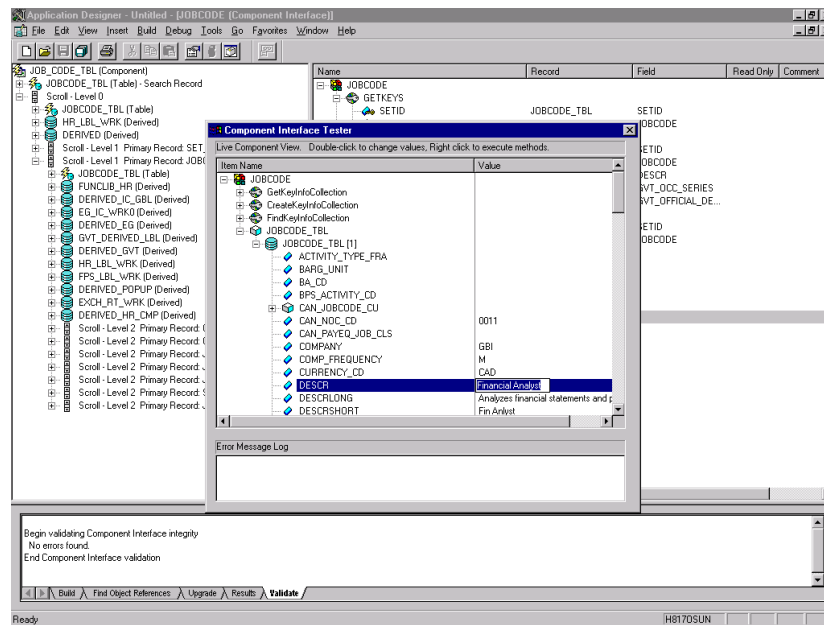 Application Designer - Untitled - [JOBCODE (Component Interface)]
File Edit View Insert Build Debug Tools Go Favorites Window Help
JOB_CODE_TBL (Component)
JOBCODE_TBL (Table) - Search Record
Scroll - Level 0
JOBCODE_TBL (Table)
HR_LBL_WRK (Derived)
DERIVED (Derived)
Scroll - Level 1 Primary Record: SET_
Scroll - Level 1 Primary Record: JOBC
JOBCODE_TBL (Table)
FUNCLIB_HR (Derived)
DERIVED_IC_GBL (Derived)
EG_IC_WRK0 (Derived)
DERIVED_EG (Derived)
GVT_DERIVED_LBL (Derived)
DERIVED_GVT (Derived)
HR_LBL_WRK (Derived)
FPS_LBL_WRK (Derived)
DERIVED_POPUP (Derived)
EXCH_RT_WRK (Derived)
DERIVED_HR_CMP (Derived)
Scroll - Level 2 Primary Record:
Scroll - Level 2 Primary Record:
Scroll - Level 2 Primary Record:
Scroll - Level 2 Primary Record:
Scroll - Level 2 Primary Record:
Scroll - Level 2 Primary Record:
Scroll - Level 2 Primary Record:
Name Record Field Read Only Comment
JOBCODE
GETKEYS
SETID JOBCODE_TBL SETID
JOBCODE
SETID
JOBCODE
DESCR
GVT_OCC_SERIES
GVT_OFFICIAL_DE...
SETID
JOBCODE
Component Interface Tester
Live Component View. Double-click to change values, Right click to execute methods.
Item Name Value
JOBCODE
GetKeyInfoCollection
CreateKeyInfoCollection
FindKeyInfoCollection
JOBCODE_TBL
JOBCODE_TBL [1]
ACTIVITY_TYPE_FRA
BARG_UNIT
BA_CD
BPS_ACTIVITY_CD
CAN_JOBCODE_CU
CAN_NOC_CD 0011
CAN_PAYEQ_JOB_CLS
COMPANY GBI
COMP_FREQUENCY M
CURRENCY_CD CAD
DESCR Financial Analyst
DESCRLONG Analyzes financial statements and p
DESCRSHORT Fin Anlyst
Error Message Log
Begin validating Component Interface integrity
No errors found.
End Component Interface validation
Build Find Object References Upgrade Results Validate
Ready H817OSUN